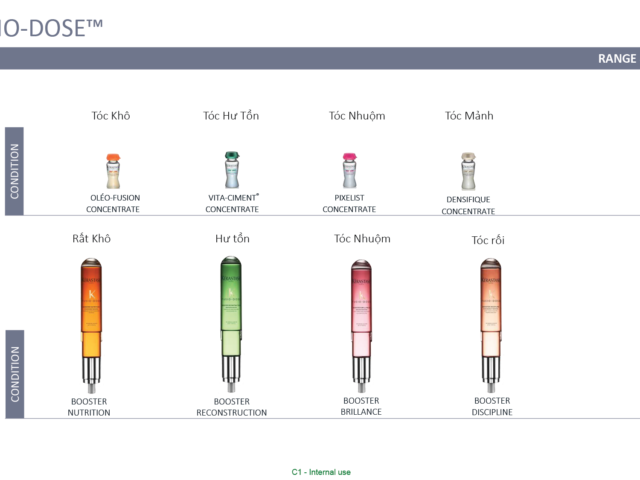 IO-DOSE™
RANGE
Tóc Khô Tóc Hư Tổn Tóc Nhuộm Tóc Mảnh
CONDITION
OLÉO-FUSION CONCENTRATE
VITA-CIMENT® CONCENTRATE
PIXELIST CONCENTRATE
DENSIFIQUE CONCENTRATE
Rất Khô Hư tổn Tóc Nhuộm Tóc rối
CONDITION
BOOSTER NUTRITION
BOOSTER RECONSTRUCTION
BOOSTER BRILLANCE
BOOSTER DISCIPLINE
C1 - Internal use